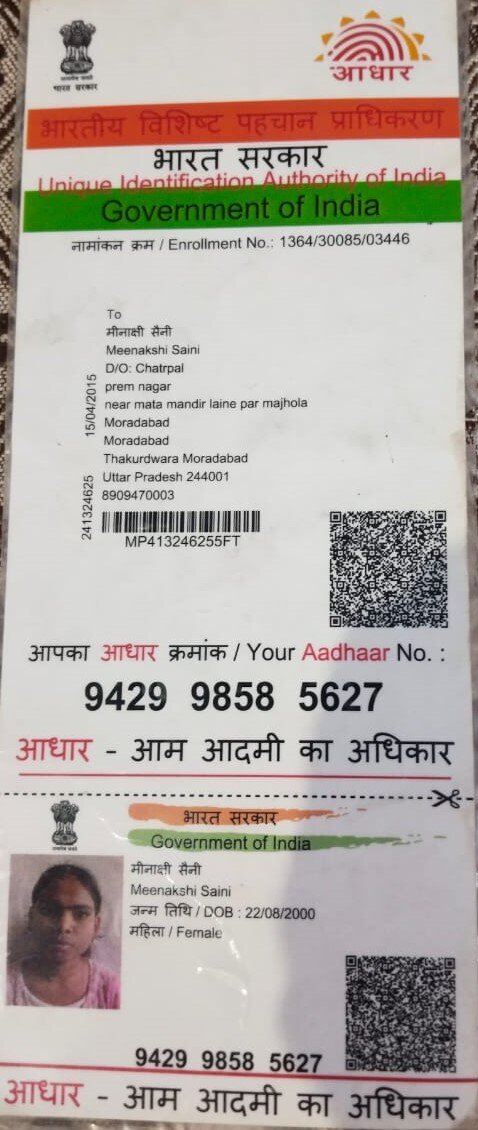 भारत सरकार
आधार
भारतीय विशिष्ट पहचान प्राधिकरण
भारत सरकार
Unique Identification Authority of India
Government of India
नामांकन क्रम / Enrollment No.: 1364/30085/03446
To
मीनाक्षी सैनी
Meenakshi Saini
D/O: Chatrpal
prem nagar
near mata mandir laine par majhola
Moradabad
Moradabad
Thakurdwara Moradabad
Uttar Pradesh 244001
8909470003
241324625 15/04/2015
MP413246255FT
आपका आधार क्रमांक / Your Aadhaar No. :
9429 9858 5627
आधार - आम आदमी का अधिकार
भारत सरकार
Government of India
मीनाक्षी सैनी
Meenakshi Saini
जन्म तिथि / DOB : 22/08/2000
महिला / Female
9429 9858 5627
आधार - आम आदमी का अधिकार